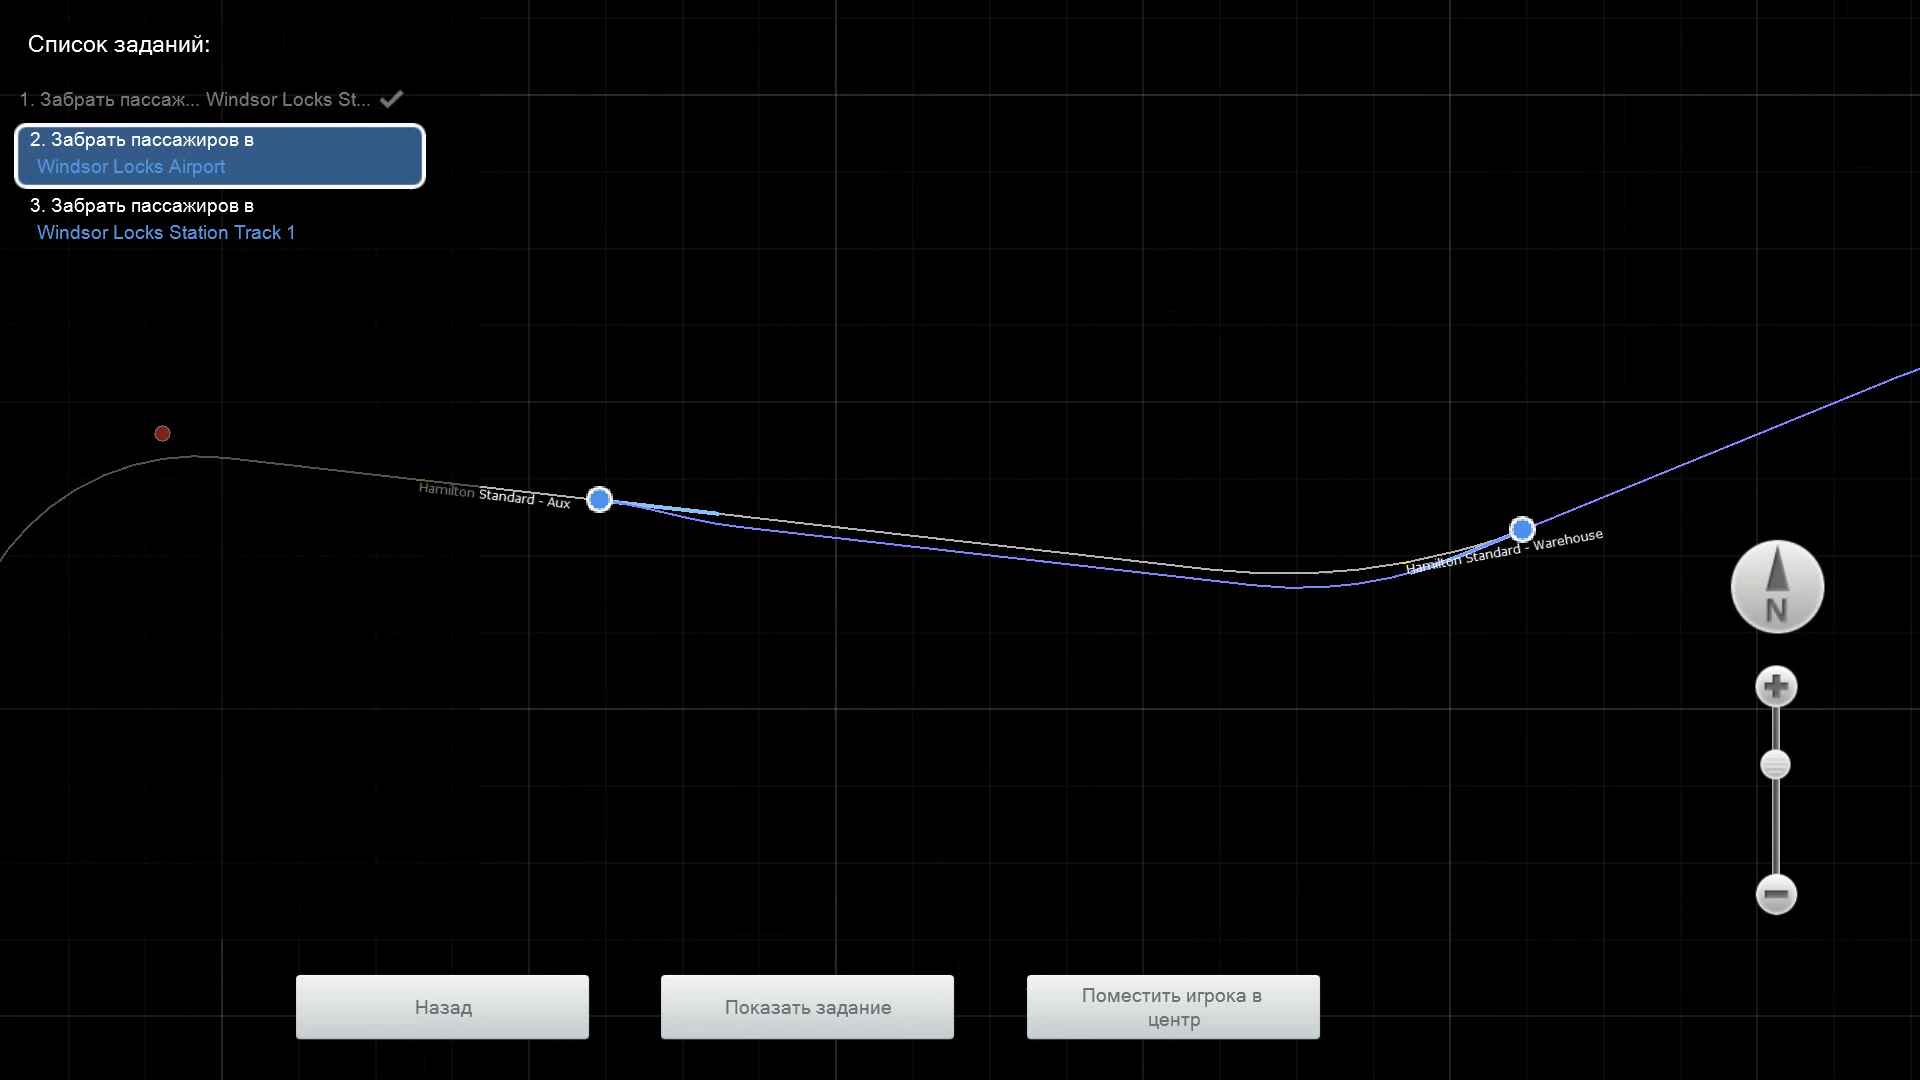 Список заданий:
1. Забрать пассаж... Windsor Locks St...
2. Забрать пассажиров в
Windsor Locks Airport
3. Забрать пассажиров в
Windsor Locks Station Track 1
Hamilton Standard - Aux
Hamilton Standard - Warehouse
N
Назад
Показать задание
Поместить игрока в
центр